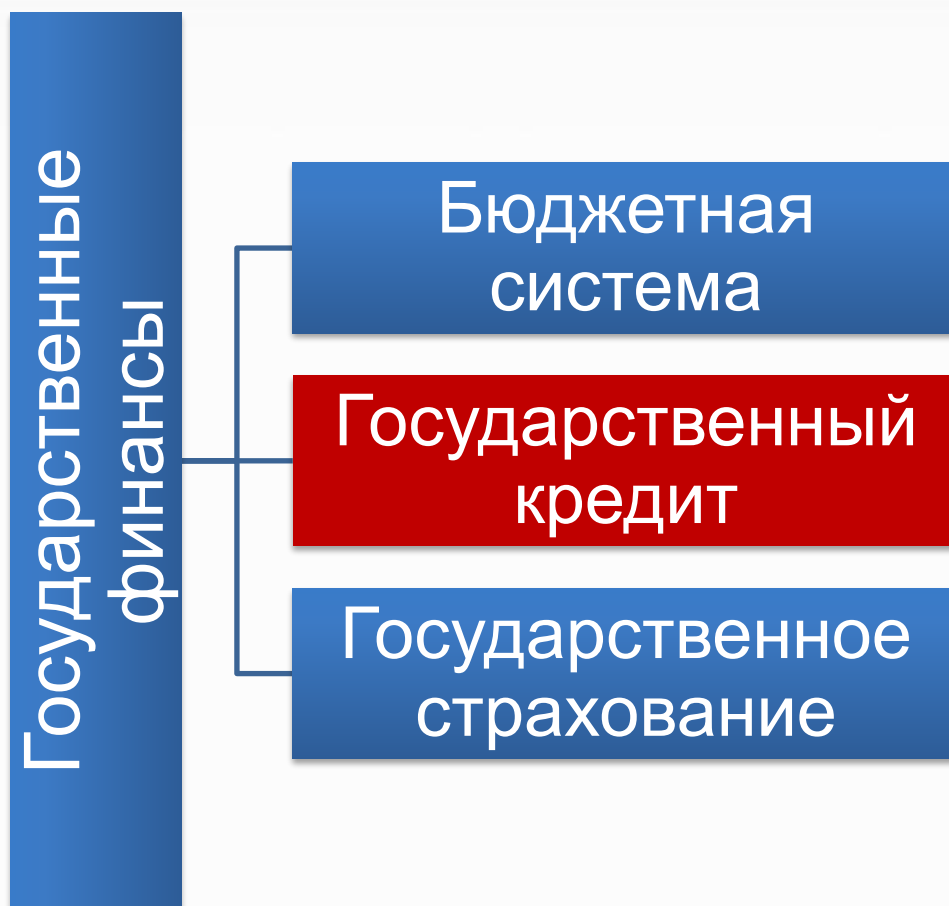 Государственные
финансы
Бюджетная
система
Государственный
кредит
Государственное
страхование